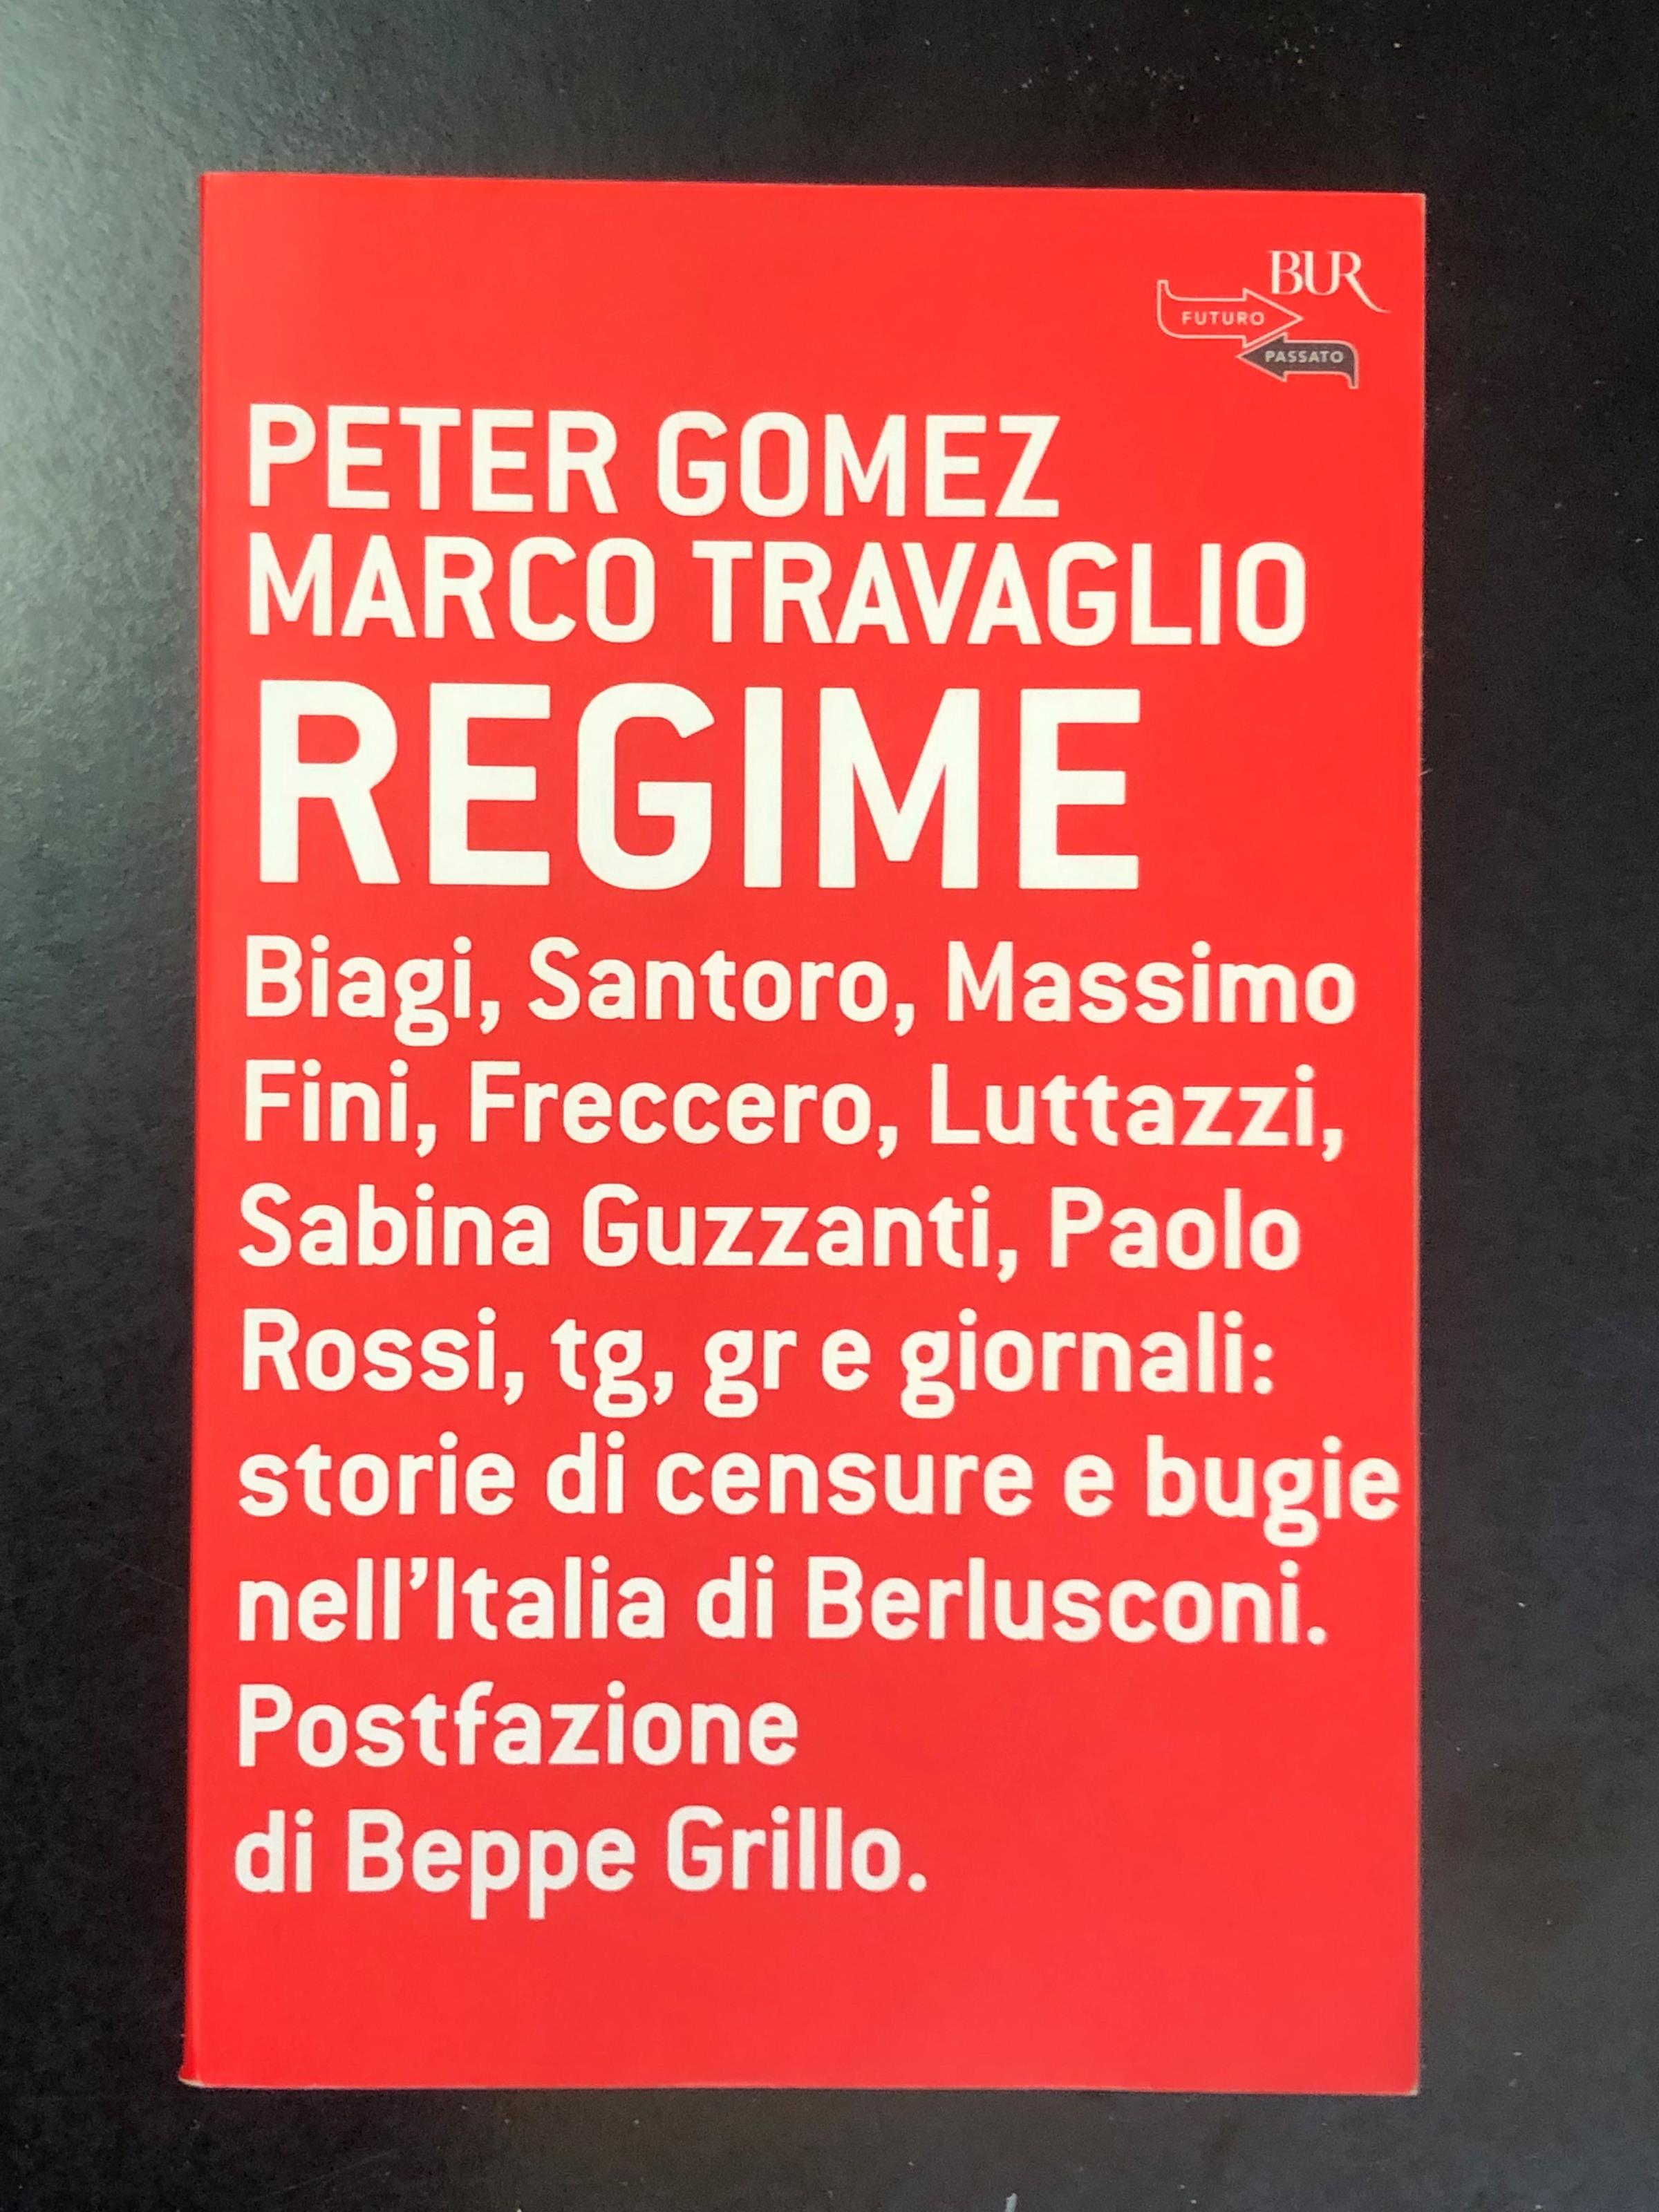 BUR
FUTURO
PASSATO
PETER GOMEZ
MARCO TRAVAGLIO
REGIME
Biagi, Santoro, Massimo
Fini, Freccero, Luttazzi,
Sabina Guzzanti, Paolo
Rossi, tg, gr e giornali:
storie di censure e bugie
nell’Italia di Berlusconi.
Postfazione
di Beppe Grillo.